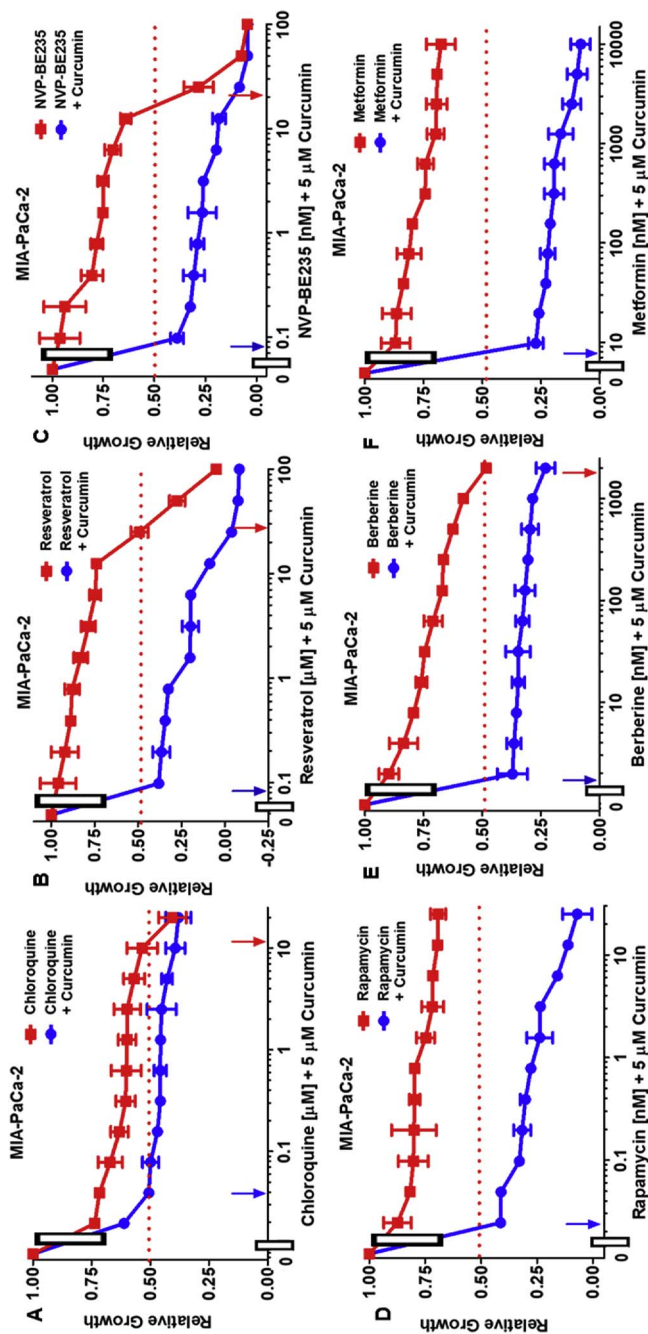 A
MIA-PaCa-2
Chloroquine
Chloroquine
+ Curcumin
Relative Growth
1.00
0.75
0.50
0.25
0.00
0
0.1
1
10
Chloroquine [μM] + 5 μM Curcumin
B
MIA-PaCa-2
Resveratrol
Resveratrol
+ Curcumin
Relative Growth
1.00
0.75
0.50
0.25
0.00
-0.25
0
0.1
1
10
100
Resveratrol [μM] + 5 μM Curcumin
C
MIA-PaCa-2
NVP-BE235
NVP-BE235
+ Curcumin
Relative Growth
1.00
0.75
0.50
0.25
0.00
0
0.1
1
10
100
NVP-BE235 [nM] + 5 μM Curcumin
D
MIA-PaCa-2
Rapamycin
Rapamycin
+ Curcumin
Relative Growth
1.00
0.75
0.50
0.25
0.00
0
0.1
1
10
Rapamycin [nM] + 5 μM Curcumin
E
MIA-PaCa-2
Berberine
Berberine
+ Curcumin
Relative Growth
1.00
0.75
0.50
0.25
0.00
0
10
100
1000
Berberine [nM] + 5 μM Curcumin
F
MIA-PaCa-2
Metformin
Metformin
+ Curcumin
Relative Growth
1.00
0.75
0.50
0.25
0.00
0
10
100
1000
10000
Metformin [nM] + 5 μM Curcumin